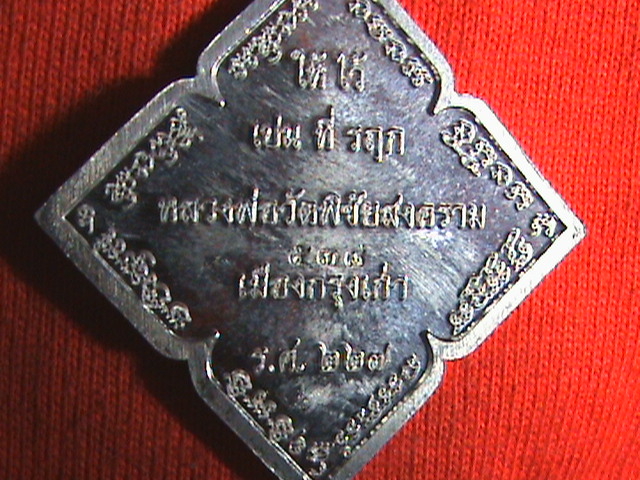 ให้ไว้
เปน ที่ รฦก
หลวงพ่อวัดพิชัยสงคราม
๕ ๓๘
เมืองกรุงเก่า
ร.ศ. ๒๒๗